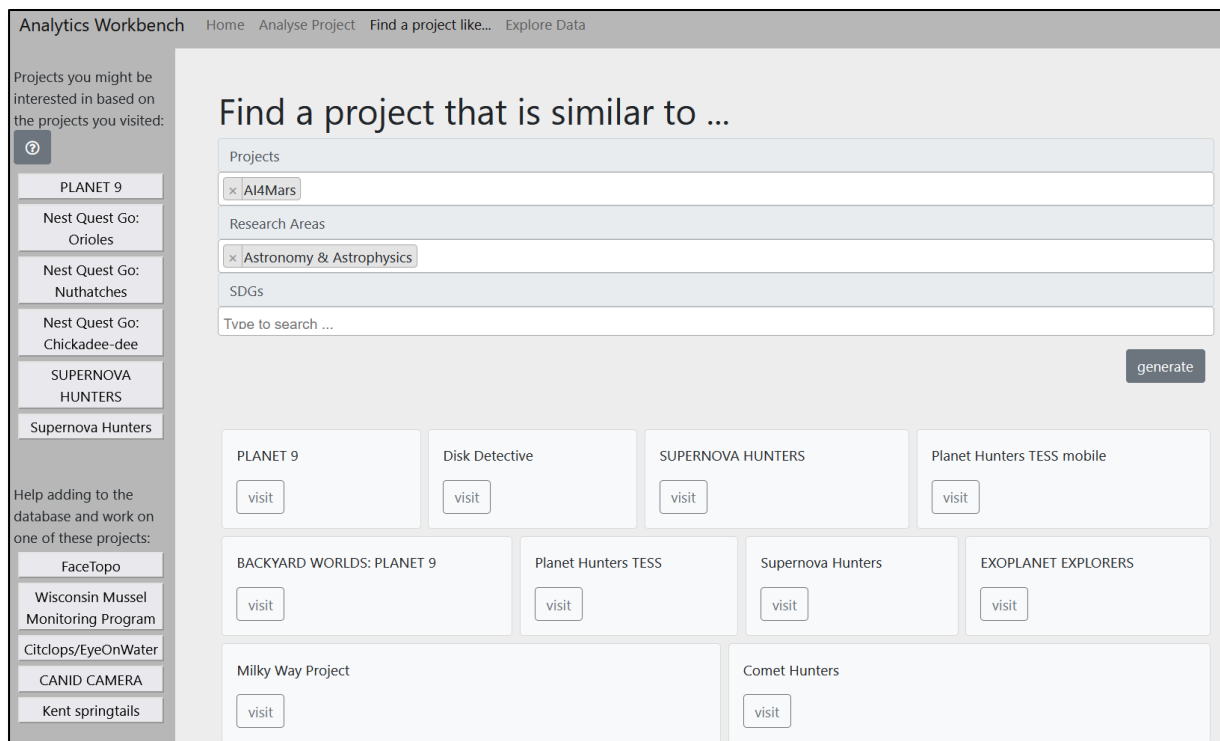 Analytics Workbench Home Analyse Project Find a project like... Explore Data
Projects you might be
interested in based on
the projects you visited:
?
PLANET 9
Nest Quest Go:
Orioles
Nest Quest Go:
Nuthatches
Nest Quest Go:
Chickadee-dee
SUPERNOVA
HUNTERS
Supernova Hunters
Help adding to the
database and work on
one of these projects:
FaceTopo
Wisconsin Mussel
Monitoring Program
Citclops/EyeOnWater
CANID CAMERA
Kent springtails
Find a project that is similar to ...
Projects
× AI4Mars
Research Areas
× Astronomy & Astrophysics
SDGs
Type to search ...
generate
PLANET 9 Disk Detective SUPERNOVA HUNTERS Planet Hunters TESS mobile
visit visit visit visit
BACKYARD WORLDS: PLANET 9 Planet Hunters TESS Supernova Hunters EXOPLANET EXPLORERS
visit visit visit visit
Milky Way Project Comet Hunters
visit visit